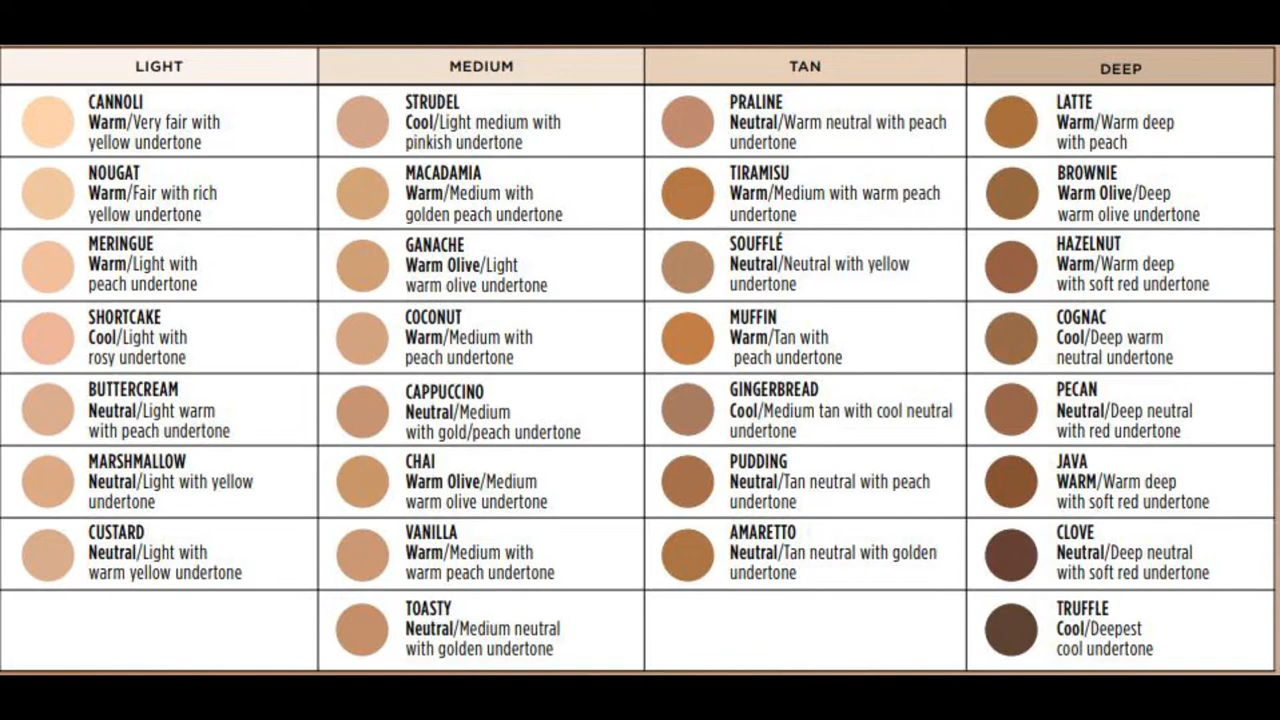 LIGHT
CANNOLI
Warm/Very fair with
yellow undertone
NOUGAT
Warm/Fair with rich
yellow undertone
MERINGUE
Warm/Light with
peach undertone
SHORTCAKE
Cool/Light with
rosy undertone
BUTTERCREAM
Neutral/Light warm
with peach undertone
MARSHMALLOW
Neutral/Light with yellow
undertone
CUSTARD
Neutral/Light with
warm yellow undertone
MEDIUM
STRUDEL
Cool/Light medium with
pinkish undertone
MACADAMIA
Warm/Medium with
golden peach undertone
GANACHE
Warm Olive/Light
warm olive undertone
COCONUT
Warm/Medium with
peach undertone
CAPPUCCINO
Neutral/Medium
with gold/peach undertone
CHAI
Warm Olive/Medium
warm olive undertone
VANILLA
Warm/Medium with
warm peach undertone
TOASTY
Neutral/Medium neutral
with golden undertone
TAN
PRALINE
Neutral/Warm neutral with peach
undertone
TIRAMISU
Warm/Medium with warm peach
undertone
SOUFFLÉ
Neutral/Neutral with yellow
undertone
MUFFIN
Warm/Tan with
peach undertone
GINGERBREAD
Cool/Medium tan with cool neutral
undertone
PUDDING
Neutral/Tan neutral with peach
undertone
AMARETTO
Neutral/Tan neutral with golden
undertone
DEEP
LATTE
Warm/Warm deep
with peach
BROWNIE
Warm Olive/Deep
warm olive undertone
HAZELNUT
Warm/Warm deep
with soft red undertone
COGNAC
Cool/Deep warm
neutral undertone
PECAN
Neutral/Deep neutral
with red undertone
JAVA
WARM/Warm deep
with soft red undertone
CLOVE
Neutral/Deep neutral
with soft red undertone
TRUFFLE
Cool/Deepest
cool undertone